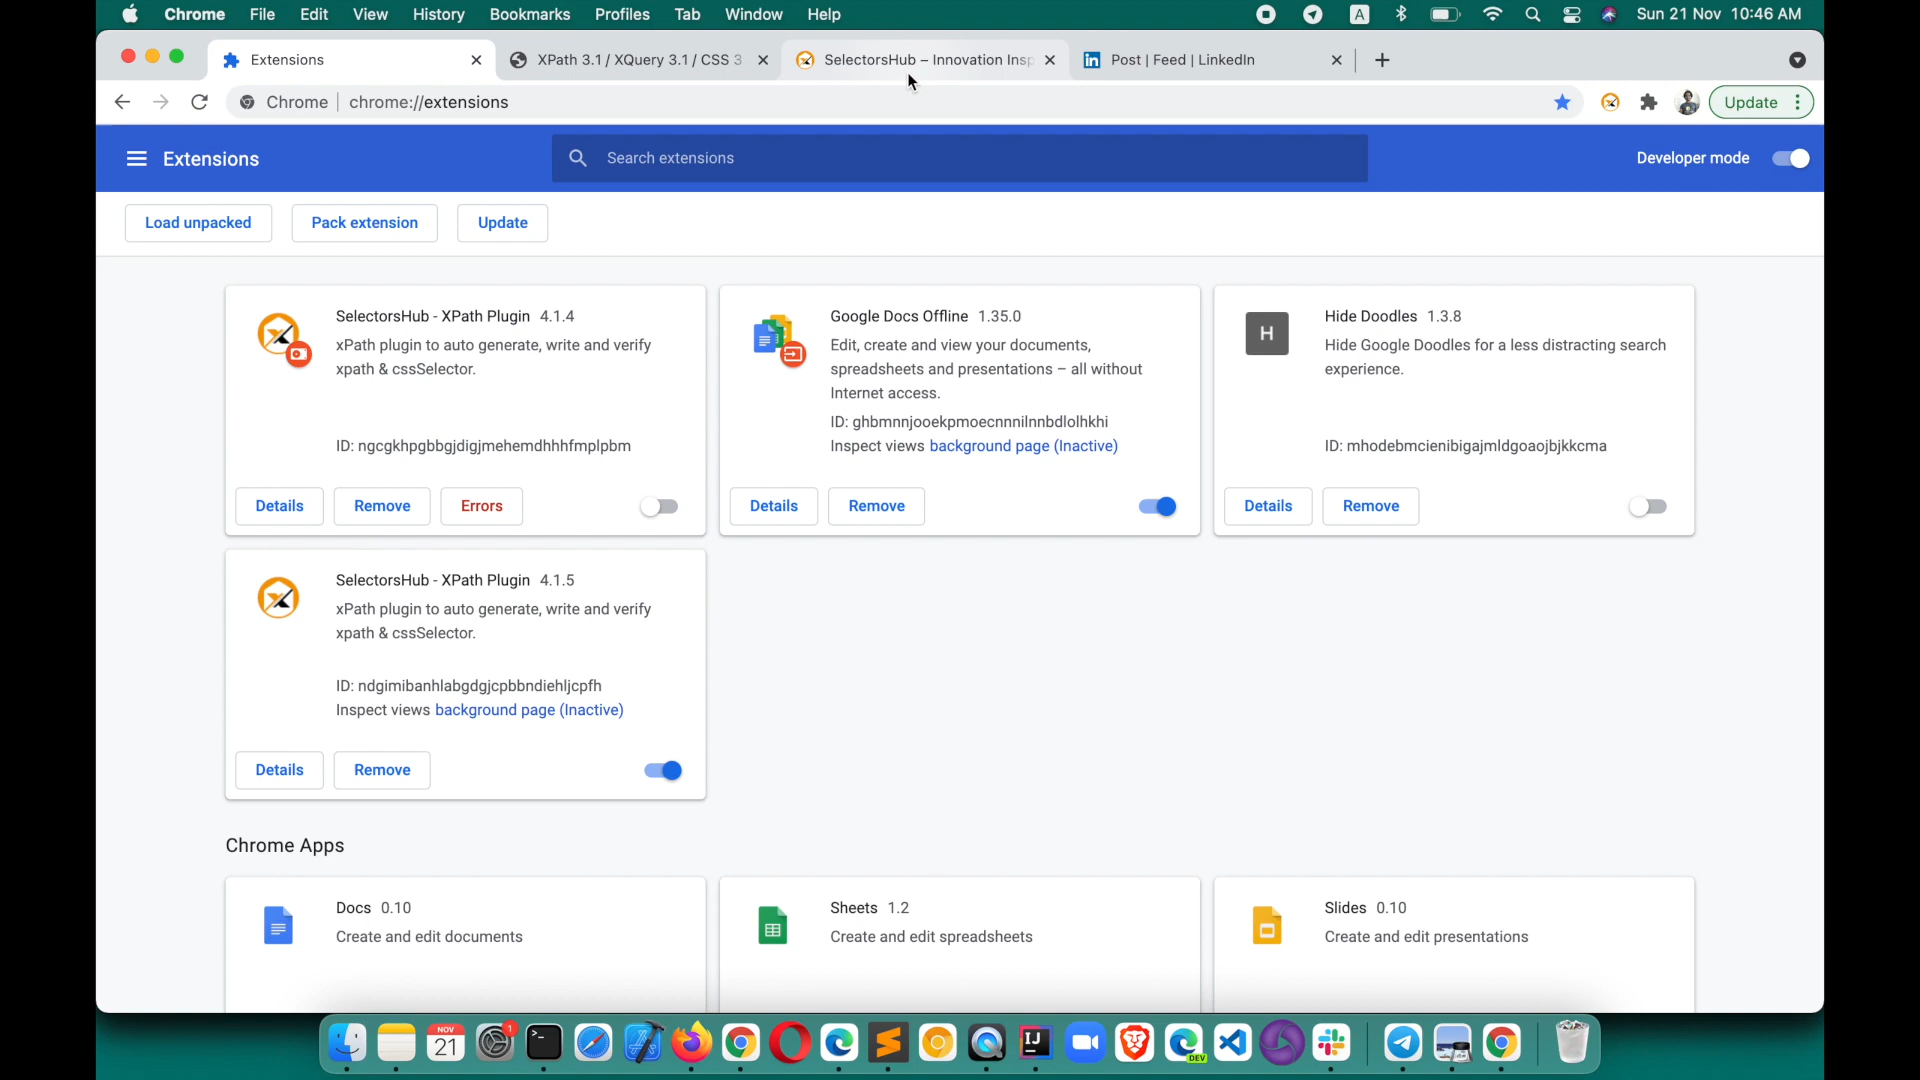 Chrome File Edit View History Bookmarks Profiles Tab Window Help
A
Sun 21 Nov 10:46 AM
Extensions
XPath 3.1 / XQuery 3.1 / CSS 3
SelectorsHub – Innovation Insp
in
Post | Feed | LinkedIn
Chrome chrome://extensions
Update
Extensions
Search extensions
Developer mode
Load unpacked
Pack extension
Update
SelectorsHub - XPath Plugin 4.1.4
xPath plugin to auto generate, write and verify
xpath & cssSelector.
ID: ngcgkhpgbbgjdigjmehemdhhhfmplpbm
Details
Remove
Errors
Google Docs Offline 1.35.0
Edit, create and view your documents,
spreadsheets and presentations – all without
Internet access.
ID: ghbmnnjooekpmoecnnnilnnbdlolhkhi
Inspect views background page (Inactive)
Details
Remove
H
Hide Doodles 1.3.8
Hide Google Doodles for a less distracting search
experience.
ID: mhodebmcienibigajmldgoaojbjkkcma
Details
Remove
SelectorsHub - XPath Plugin 4.1.5
xPath plugin to auto generate, write and verify
xpath & cssSelector.
ID: ndgimibanhlabgdgjcpbbndiehljcpfh
Inspect views background page (Inactive)
Details
Remove
Chrome Apps
Docs 0.10
Create and edit documents
Sheets 1.2
Create and edit spreadsheets
Slides 0.10
Create and edit presentations
NOV
21
1
IJ
DEV